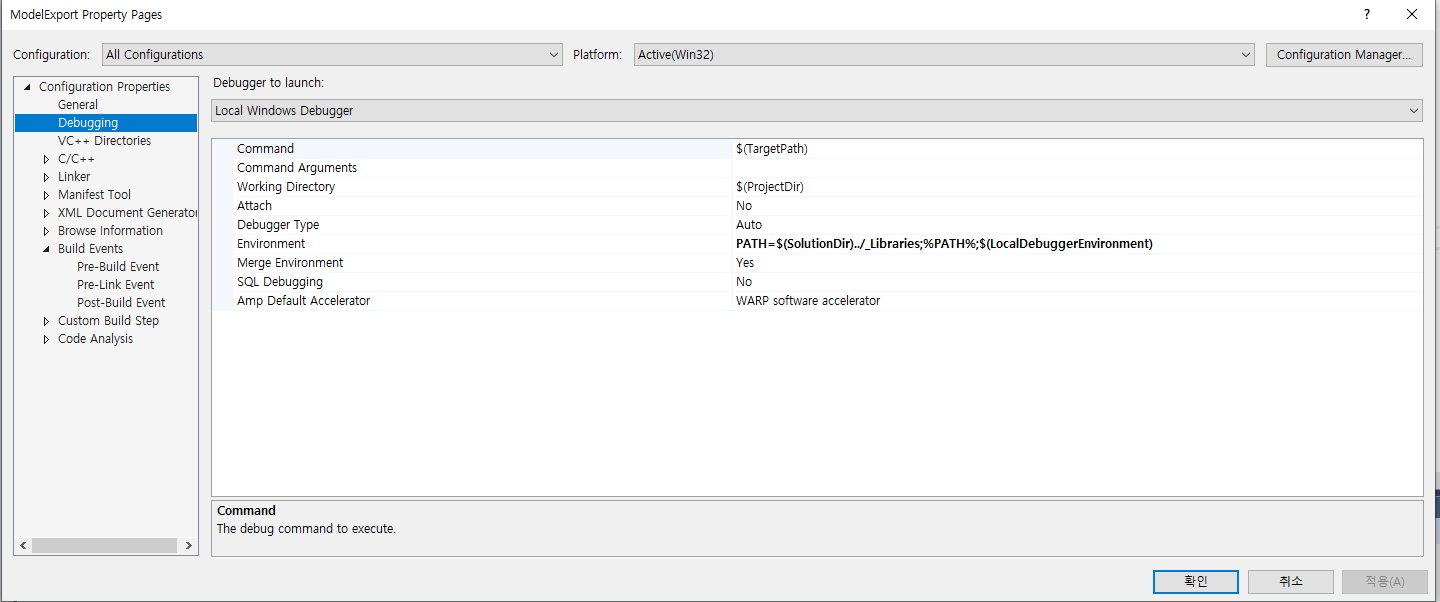 ModelExport Property Pages
?
Configuration: All Configurations Platform: Active(Win32) Configuration Manager...
Configuration Properties
General
Debugging
VC++ Directories
C/C++
Linker
Manifest Tool
XML Document Generator
Browse Information
Build Events
Pre-Build Event
Pre-Link Event
Post-Build Event
Custom Build Step
Code Analysis
Debugger to launch:
Local Windows Debugger
Command $(TargetPath)
Command Arguments
Working Directory $(ProjectDir)
Attach No
Debugger Type Auto
Environment PATH=$(SolutionDir)../_Libraries;%PATH%;$(LocalDebuggerEnvironment)
Merge Environment Yes
SQL Debugging No
Amp Default Accelerator WARP software accelerator
Command
The debug command to execute.
확인 취소 적용(A)